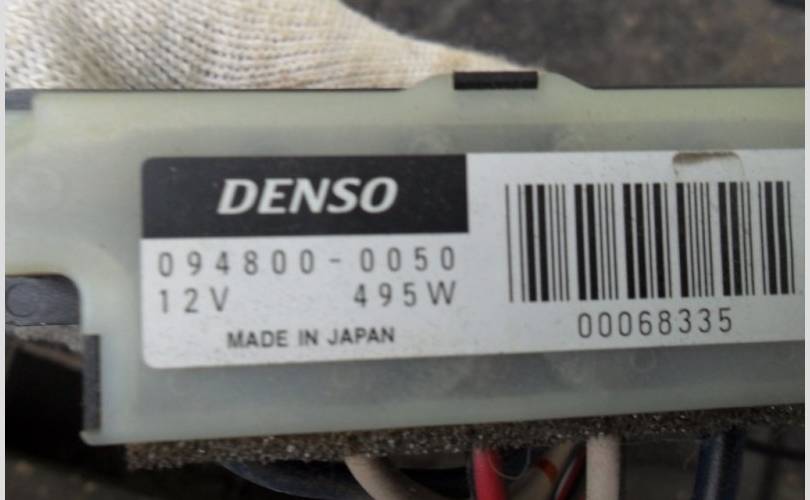 DENSO
094800-0050
12V 495W
MADE IN JAPAN
00068335